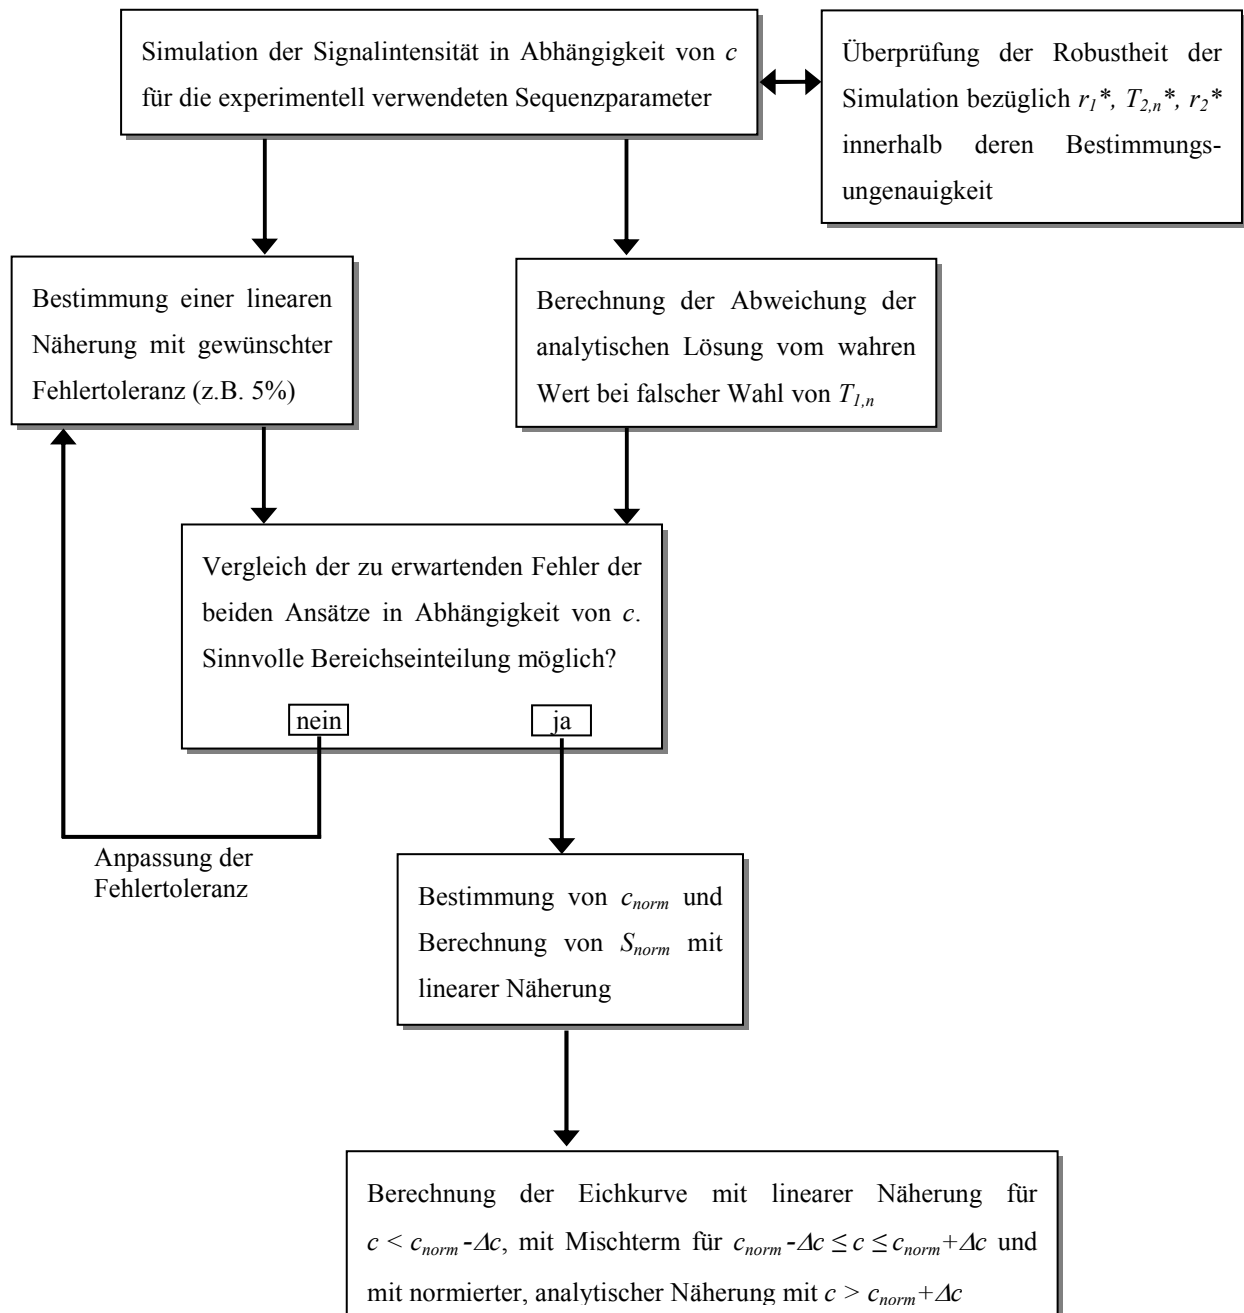 Simulation der Signalintensität in Abhängigkeit von c
für die experimentell verwendeten Sequenzparameter
Überprüfung der Robustheit der
Simulation bezüglich r1*, T2,n*, r2*
innerhalb deren Bestimmungs-
ungenauigkeit
Bestimmung einer linearen
Näherung mit gewünschter
Fehlertoleranz (z.B. 5%)
Berechnung der Abweichung der
analytischen Lösung vom wahren
Wert bei falscher Wahl von T1,n
Vergleich der zu erwartenden Fehler der
beiden Ansätze in Abhängigkeit von c.
Sinnvolle Bereichseinteilung möglich?
nein
ja
Anpassung der
Fehlertoleranz
Bestimmung von cnorm und
Berechnung von Snorm mit
linearer Näherung
Berechnung der Eichkurve mit linearer Näherung für
c < cnorm -Δc, mit Mischterm für cnorm -Δc ≤ c ≤ cnorm+Δc und
mit normierter, analytischer Näherung mit c > cnorm+Δc